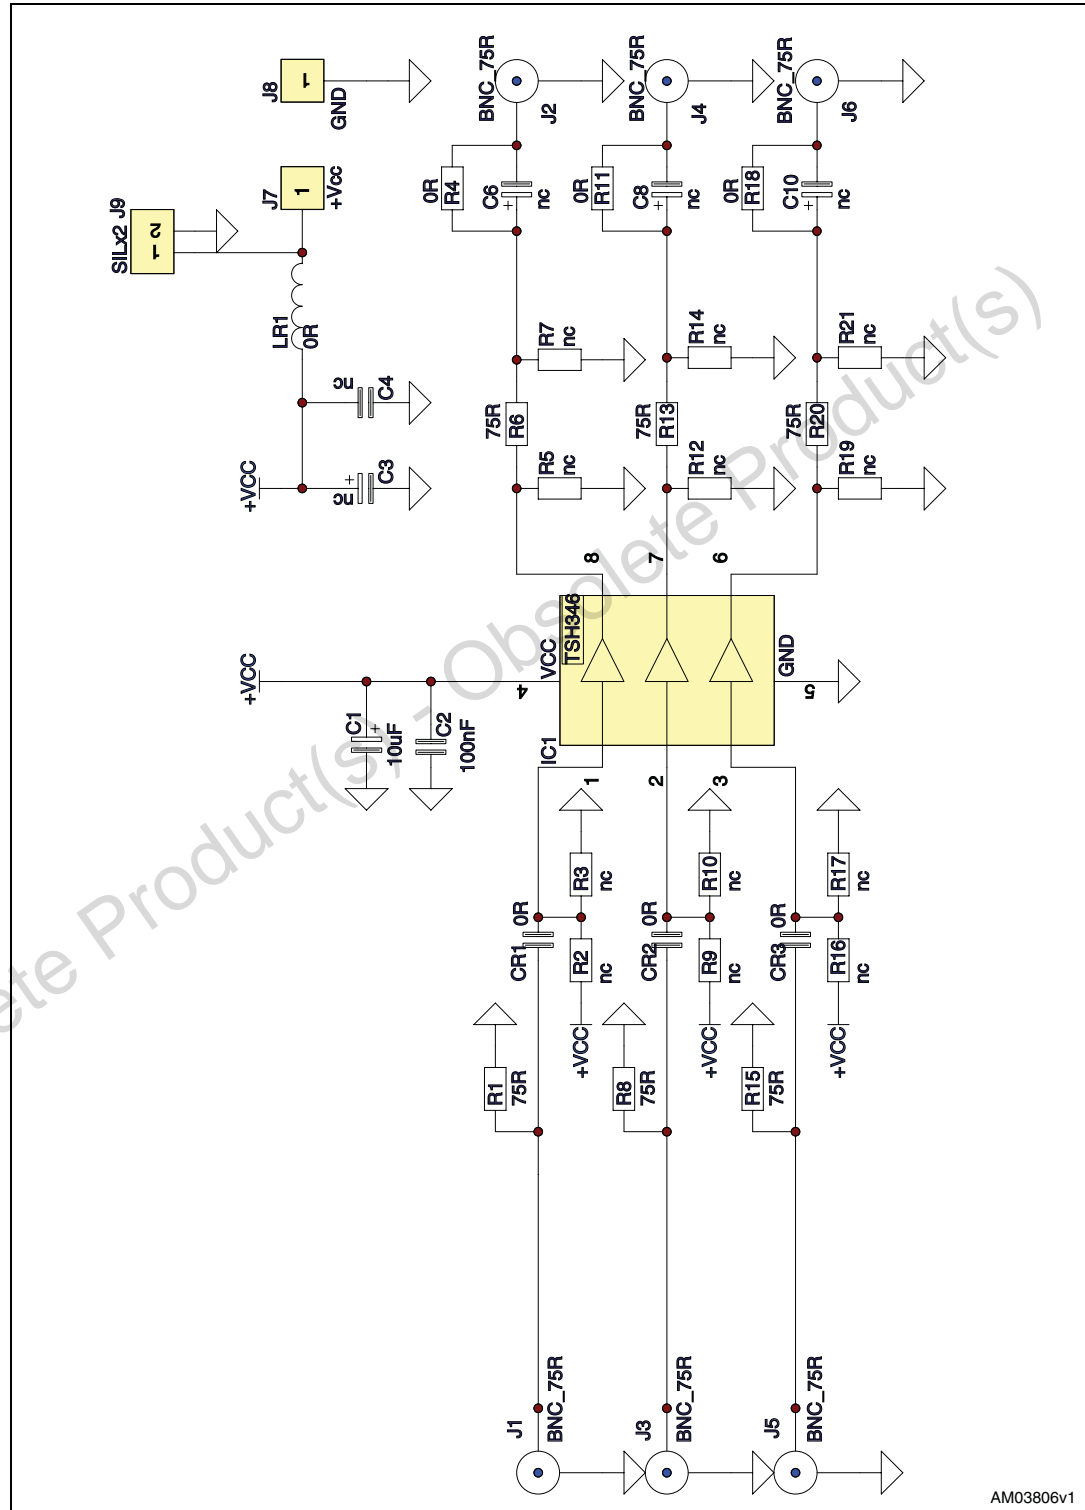 J8
1
GND
J7
1
+Vcc
SILx2 J9
1 2
LR1
0R
nc
C4
+VCC
nc
+
C3
BNC_75R
J2
BNC_75R
J4
BNC_75R
J6
0R
R4
C6
+
nc
0R
R11
C8
+
nc
0R
R18
C10
+
nc
R7
nc
R14
nc
R21
nc
75R
R6
75R
R13
75R
R20
R5
nc
R12
nc
R19
nc
8
7
6
+VCC
C1
+
10uF
C2
100nF
4
VCC
TSH346
GND
5
IC1
1
2
3
CR1
0R
R3
nc
R2
nc
+VCC
CR2
0R
R10
nc
R9
nc
+VCC
CR3
0R
R17
nc
R16
nc
+VCC
R1
75R
R8
75R
R15
75R
J1
BNC_75R
J3
BNC_75R
J5
BNC_75R
ete Product(s) - Obsolete Product(s)
AM03806v1